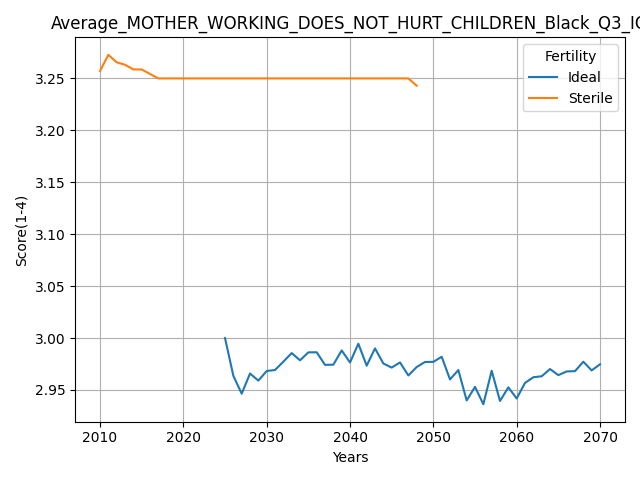 Average_MOTHER_WORKING_DOES_NOT_HURT_CHILDREN_Black_Q3_IC
Fertility
Ideal
Sterile
3.25
3.20
3.15
3.10
3.05
3.00
2.95
Score(1-4)
2010 2020 2030 2040 2050 2060 2070
Years